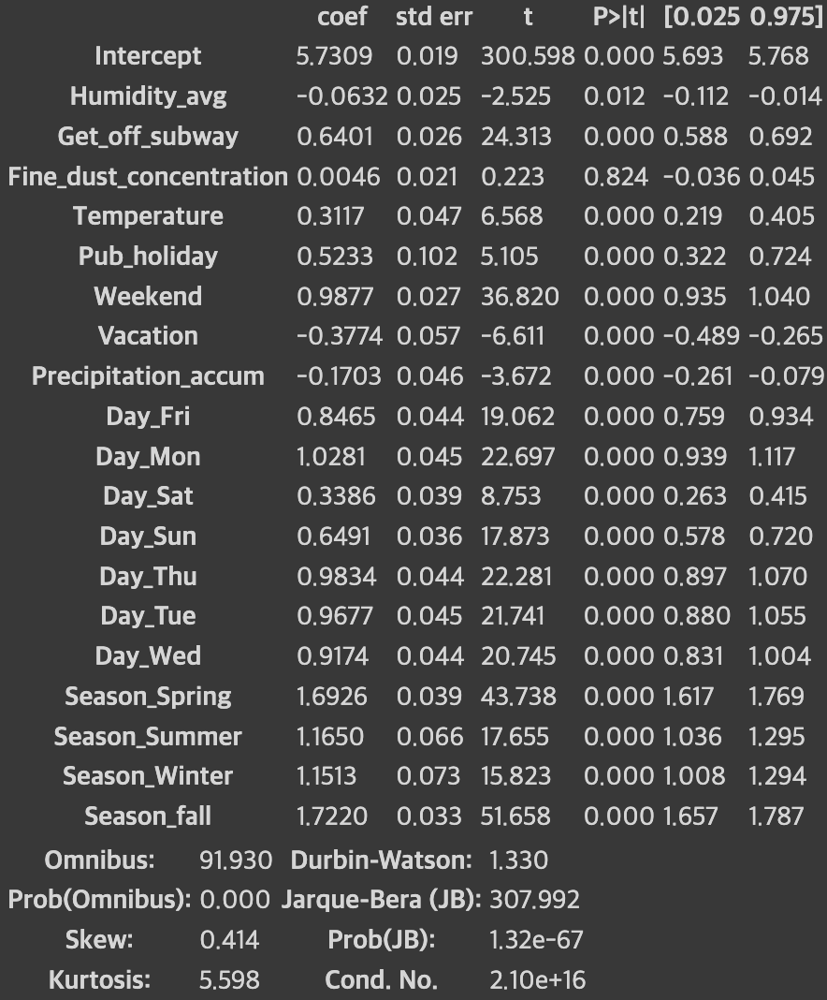 coef std err t P>|t| [0.025 0.975]
Intercept 5.7309 0.019 300.598 0.000 5.693 5.768
Humidity_avg -0.0632 0.025 -2.525 0.012 -0.112 -0.014
Get_off_subway 0.6401 0.026 24.313 0.000 0.588 0.692
Fine_dust_concentration 0.0046 0.021 0.223 0.824 -0.036 0.045
Temperature 0.3117 0.047 6.568 0.000 0.219 0.405
Pub_holiday 0.5233 0.102 5.105 0.000 0.322 0.724
Weekend 0.9877 0.027 36.820 0.000 0.935 1.040
Vacation -0.3774 0.057 -6.611 0.000 -0.489 -0.265
Precipitation_accum -0.1703 0.046 -3.672 0.000 -0.261 -0.079
Day_Fri 0.8465 0.044 19.062 0.000 0.759 0.934
Day_Mon 1.0281 0.045 22.697 0.000 0.939 1.117
Day_Sat 0.3386 0.039 8.753 0.000 0.263 0.415
Day_Sun 0.6491 0.036 17.873 0.000 0.578 0.720
Day_Thu 0.9834 0.044 22.281 0.000 0.897 1.070
Day_Tue 0.9677 0.045 21.741 0.000 0.880 1.055
Day_Wed 0.9174 0.044 20.745 0.000 0.831 1.004
Season_Spring 1.6926 0.039 43.738 0.000 1.617 1.769
Season_Summer 1.1650 0.066 17.655 0.000 1.036 1.295
Season_Winter 1.1513 0.073 15.823 0.000 1.008 1.294
Season_fall 1.7220 0.033 51.658 0.000 1.657 1.787
Omnibus: 91.930 Durbin-Watson: 1.330
Prob(Omnibus): 0.000 Jarque-Bera (JB): 307.992
Skew: 0.414 Prob(JB): 1.32e-67
Kurtosis: 5.598 Cond. No. 2.10e+16